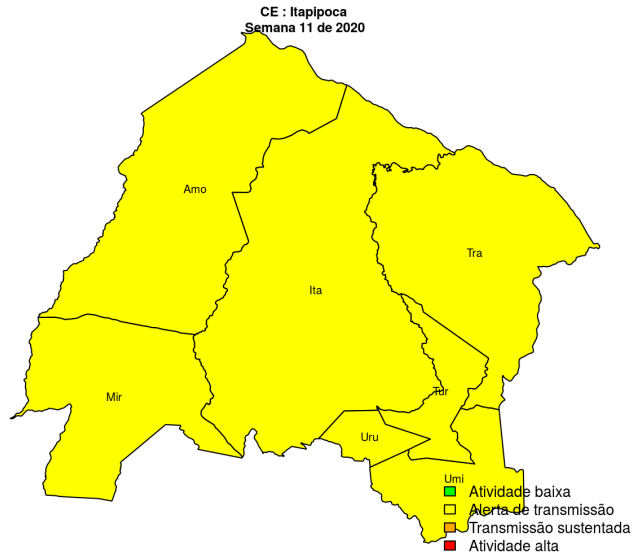 CE : Itapipoca
Semana 11 de 2020
Amo
Tra
Ita
Tur
Mir
Uru
Umi
Atividade baixa
Alerta de transmissão
Transmissão sustentada
Atividade alta